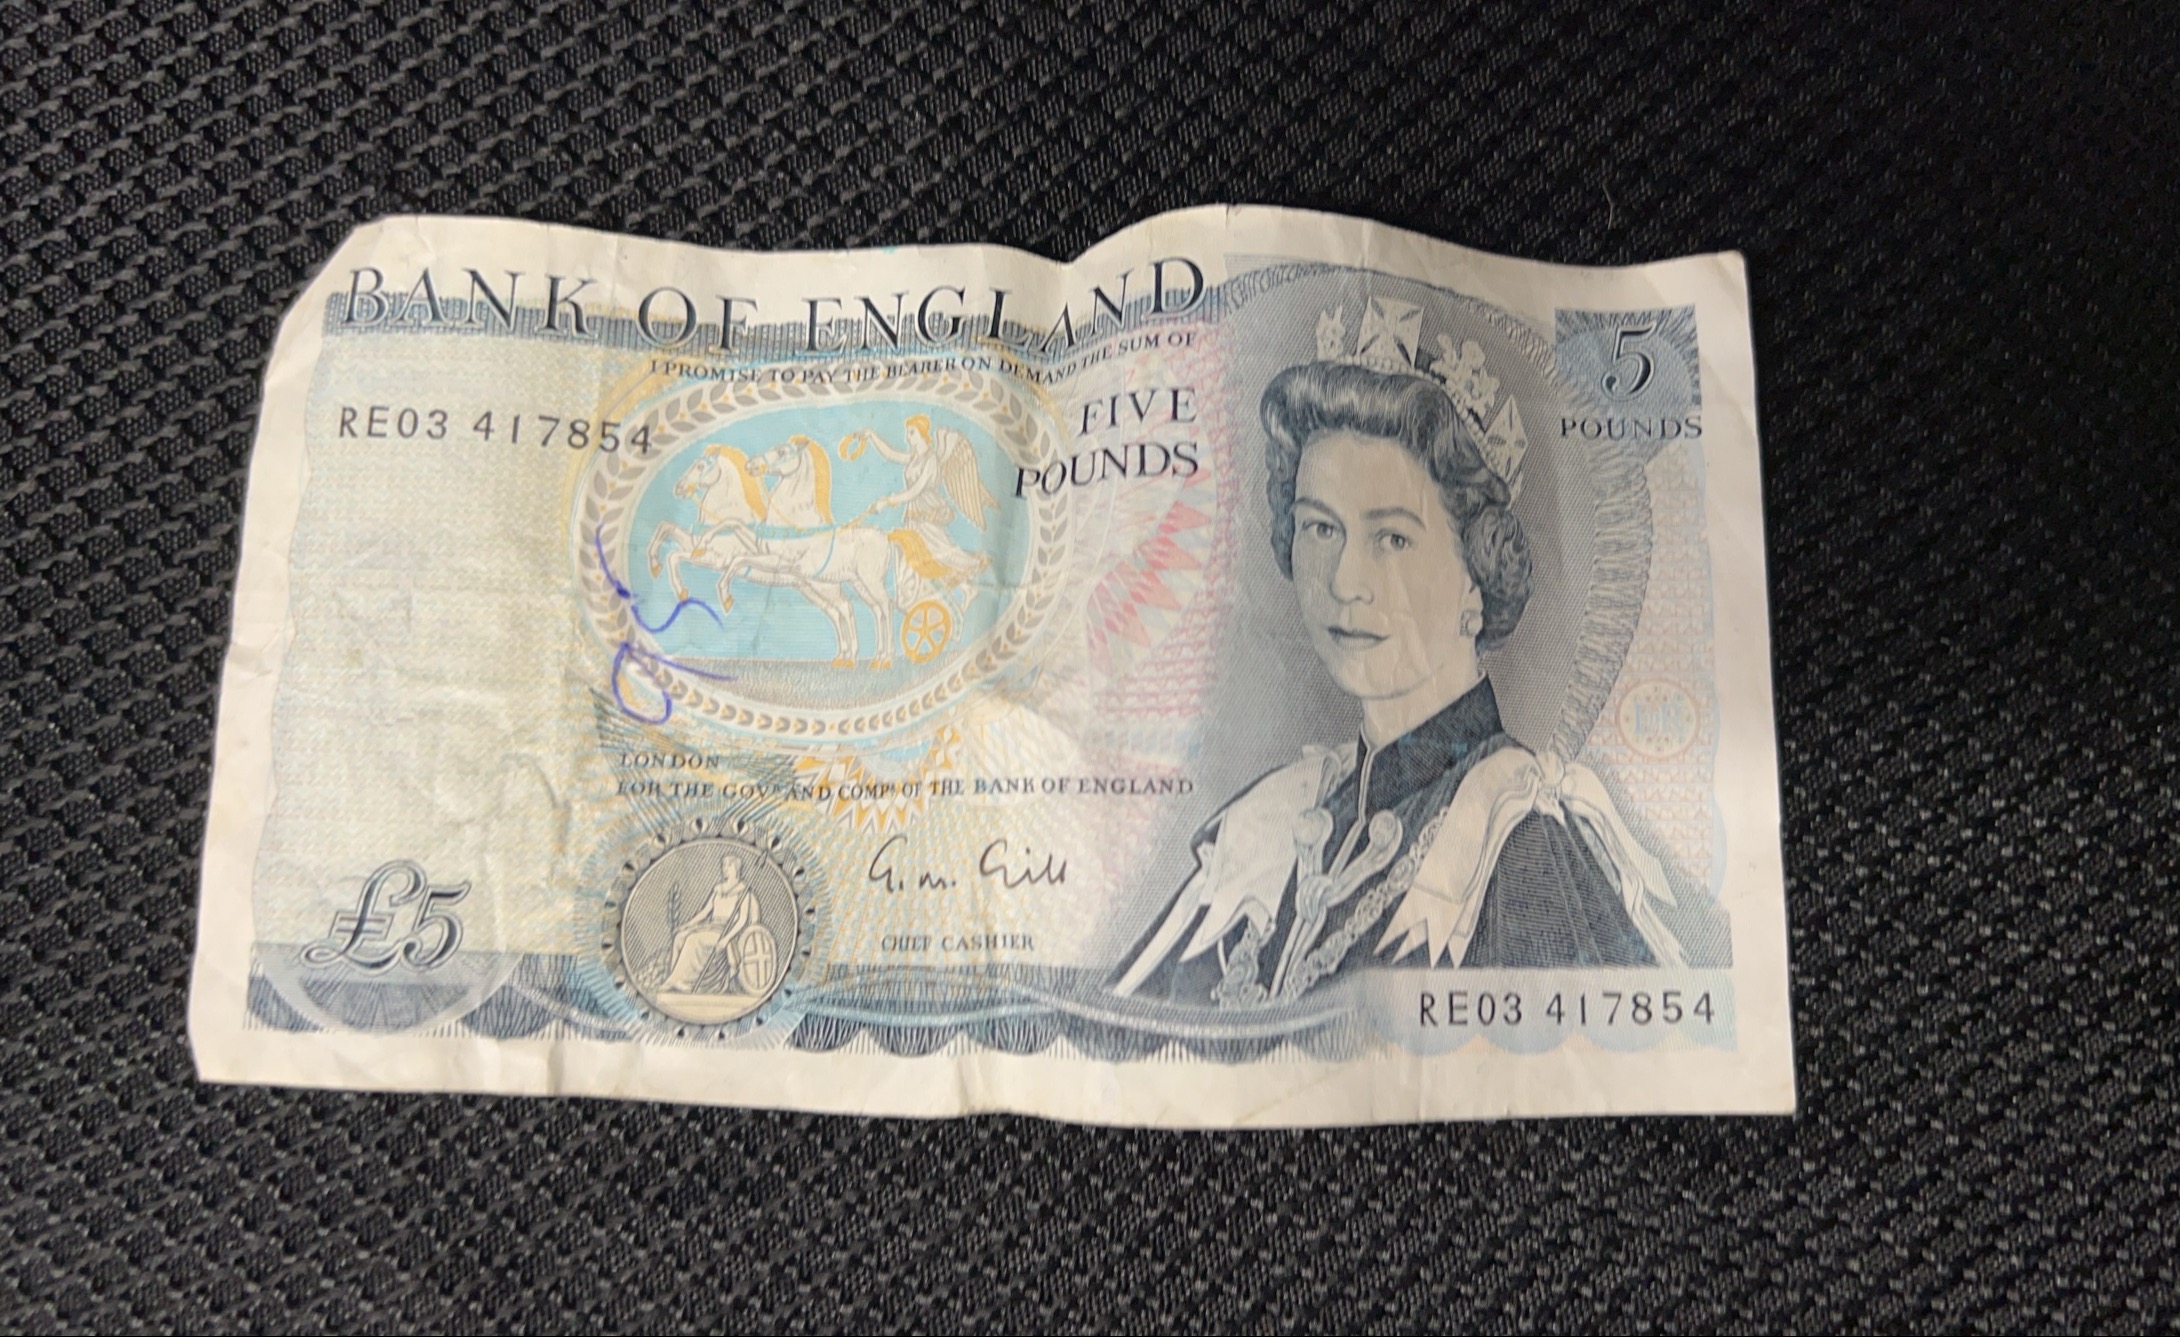 BANK OF ENGLAND
I PROMISE TO PAY THE BEARER ON DEMAND THE SUM OF
FIVE
POUNDS
5
POUNDS
RE03 417854
LONDON
FOR THE GOVR AND COMPA OF THE BANK OF ENGLAND
G. M. Gill
CHIEF CASHIER
£5
RE03 417854